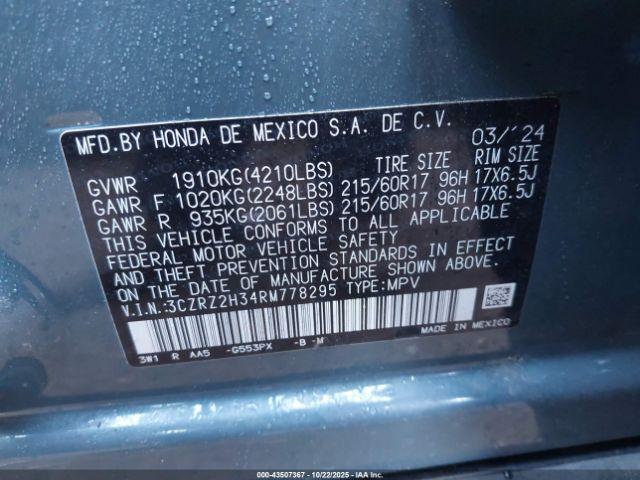 MFD.BY HONDA DE MEXICO S.A. DE C.V. 03/'24
TIRE SIZE RIM SIZE
GVWR 1910KG(4210LBS)
GAWR F 1020KG(2248LBS) 215/60R17 96H 17X6.5J
GAWR R 935KG(2061LBS) 215/60R17 96H 17X6.5J
THIS VEHICLE CONFORMS TO ALL APPLICABLE
FEDERAL MOTOR VEHICLE SAFETY
AND THEFT PREVENTION STANDARDS IN EFFECT
ON THE DATE OF MANUFACTURE SHOWN ABOVE.
V.I.N.:3CZRZ2H34RM778295 TYPE:MPV
MADE IN MEXICO
3W1 R AA5 -G553PX -B -M
-- 43507367 | 10/22/2025 - IAAI.COM --